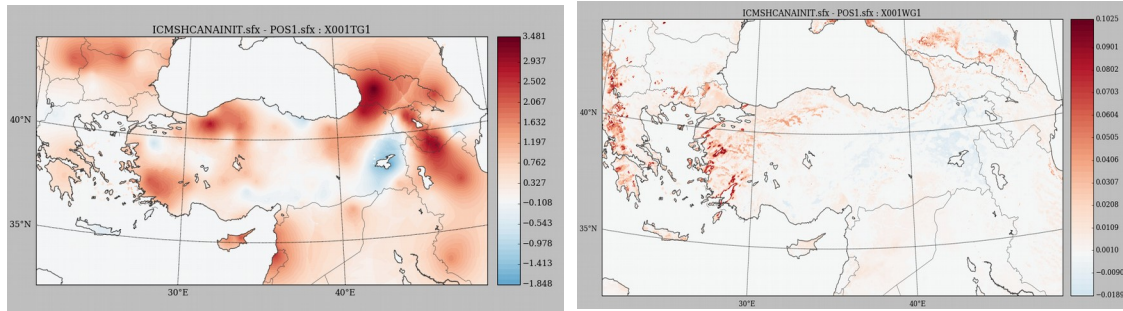 ICMSHCANAINIT.sfx - POS1.sfx : X001TG1
3.481
2.937
2.502
2.067
1.632
1.197
0.762
0.327
−0.108
−0.543
−0.978
−1.413
−1.848
40°N
35°N
30°E
40°E
ICMSHCANAINIT.sfx - POS1.sfx : X001WG1
0.1025
0.0901
0.0802
0.0703
0.0604
0.0505
0.0406
0.0307
0.0208
0.0109
0.0010
−0.0090
−0.0189
40°N
35°N
30°E
40°E